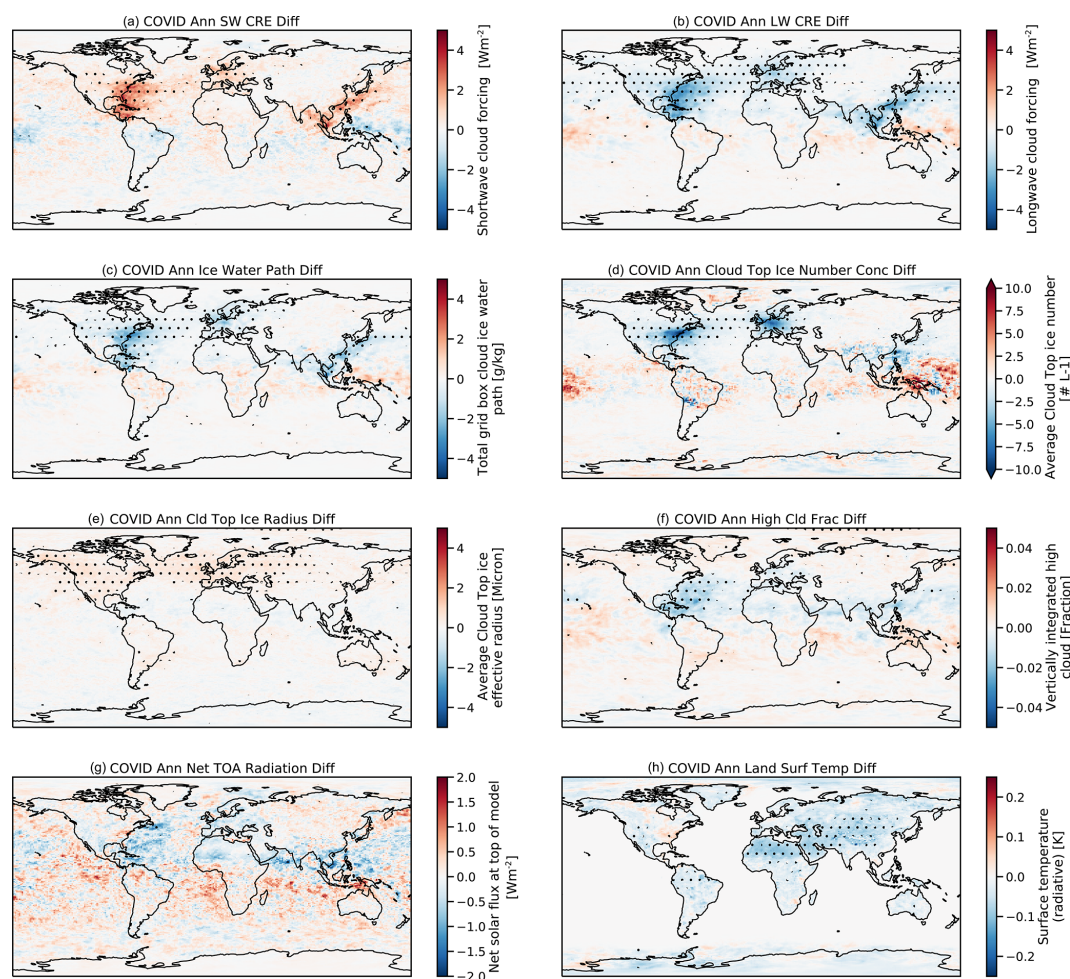 (a) COVID Ann SW CRE Diff
4
2
0
−2
−4
Shortwave cloud forcing [Wm⁻²]
(b) COVID Ann LW CRE Diff
4
2
0
−2
−4
Longwave cloud forcing [Wm⁻²]
(c) COVID Ann Ice Water Path Diff
4
2
0
−2
−4
Total grid box cloud ice water
path [g/kg]
(d) COVID Ann Cloud Top Ice Number Conc Diff
10.0
7.5
5.0
2.5
0.0
−2.5
−5.0
−7.5
−10.0
Average Cloud Top ice number
[# L-1]
(e) COVID Ann Cld Top Ice Radius Diff
4
2
0
−2
−4
Average Cloud Top ice
effective radius [Micron]
(f) COVID Ann High Cld Frac Diff
0.04
0.02
0.00
−0.02
−0.04
Vertically integrated high
cloud [Fraction]
(g) COVID Ann Net TOA Radiation Diff
2.0
1.5
1.0
0.5
0.0
−0.5
−1.0
−1.5
−2.0
Net solar flux at top of model
[Wm⁻²]
(h) COVID Ann Land Surf Temp Diff
0.2
0.1
0.0
−0.1
−0.2
Surface temperature
(radiative) [K]